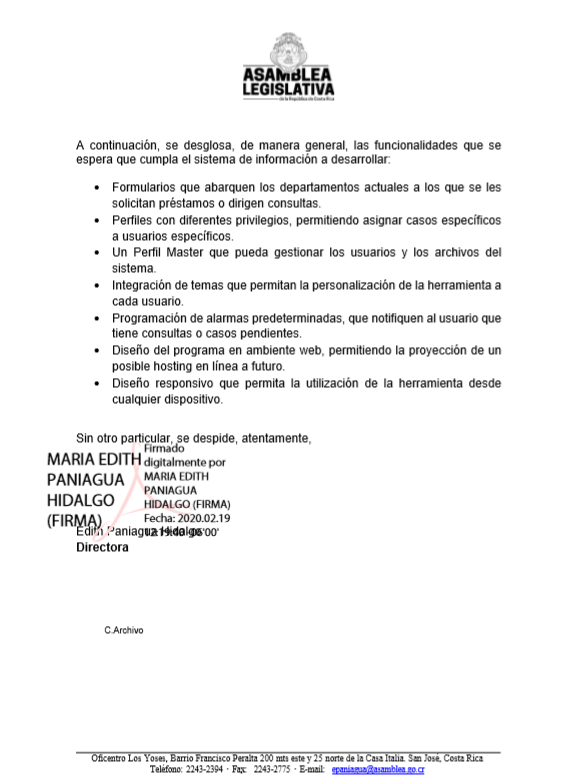 ASAMBLEA
LEGISLATIVA
de la República de Costa Rica
A continuación, se desglosa, de manera general, las funcionalidades que se
espera que cumpla el sistema de información a desarrollar:
• Formularios que abarquen los departamentos actuales a los que se les
solicitan préstamos o dirigen consultas.
• Perfiles con diferentes privilegios, permitiendo asignar casos específicos
a usuarios específicos.
• Un Perfil Master que pueda gestionar los usuarios y los archivos del
sistema.
• Integración de temas que permitan la personalización de la herramienta a
cada usuario.
• Programación de alarmas predeterminadas, que notifiquen al usuario que
tiene consultas o casos pendientes.
• Diseño del programa en ambiente web, permitiendo la proyección de un
posible hosting en línea a futuro.
• Diseño responsivo que permita la utilización de la herramienta desde
cualquier dispositivo.
Sin otro particular, se despide, atentamente,
MARIA EDITH
PANIAGUA
HIDALGO
(FIRMA)
Firmado
digitalmente por
MARIA EDITH
PANIAGUA
HIDALGO (FIRMA)
Fecha: 2020.02.19
Edith Paniagua Hidalgo
Directora
C.Archivo
Oficentro Los Yoses, Barrio Francisco Peralta 200 mts este y 25 norte de la Casa Italia. San José, Costa Rica
Teléfono: 2243-2394 · Fax: 2243-2775 · E-mail: epaniagua@asamblea.go.cr